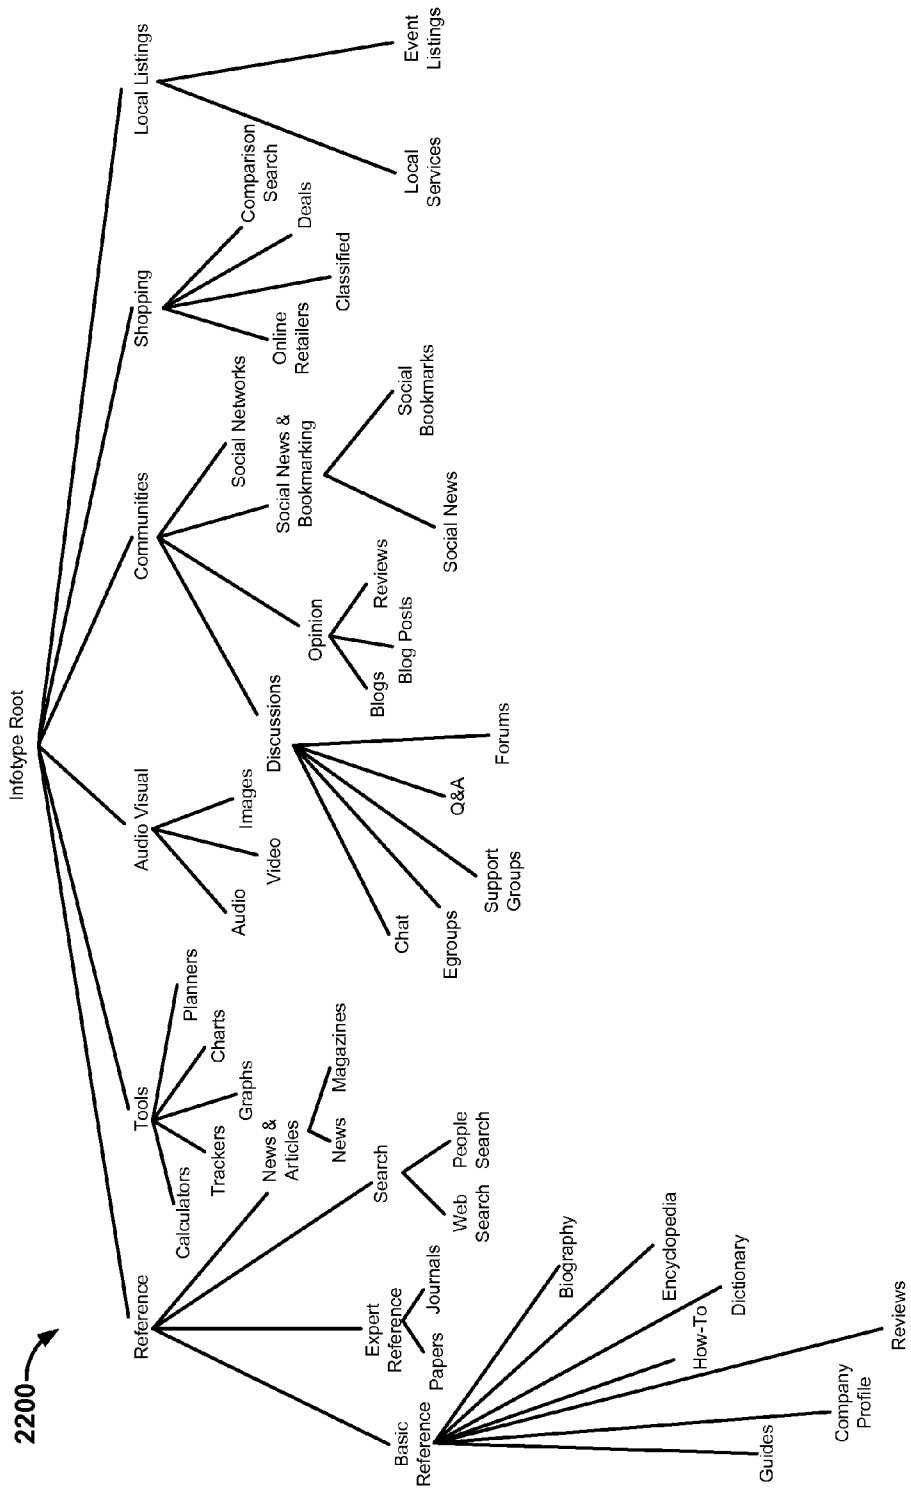 2200
Infotype Root
Reference
Tools
Audio Visual
Communities
Shopping
Local Listings
Basic
Reference
Expert
Reference
Search
News &
Articles
Guides
Company
Profile
Reviews
How-To
Dictionary
Encyclopedia
Biography
Papers
Journals
Web
Search
People
Search
News
Magazines
Calculators
Trackers
Graphs
Charts
Planners
Audio
Video
Images
Discussions
Opinion
Social News &
Bookmarking
Social Networks
Chat
Egroups
Support
Groups
Q&A
Forums
Blogs
Blog Posts
Reviews
Social News
Social
Bookmarks
Online
Retailers
Classified
Deals
Comparison
Search
Local
Services
Event
Listings